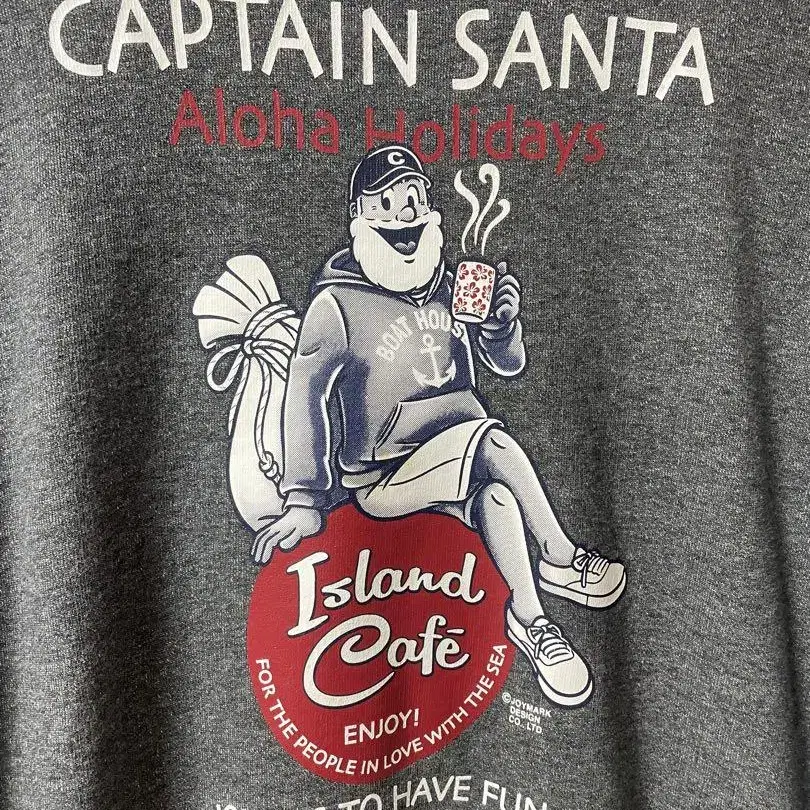 CAPTAIN SANTA
Aloha Holidays
C
BOAT HOUS
Island
Café
ENJOY!
FOR THE PEOPLE IN LOVE WITH THE SEA
©JOYMARK
DESIGN
CO., LTD.
TO HAVE FUN